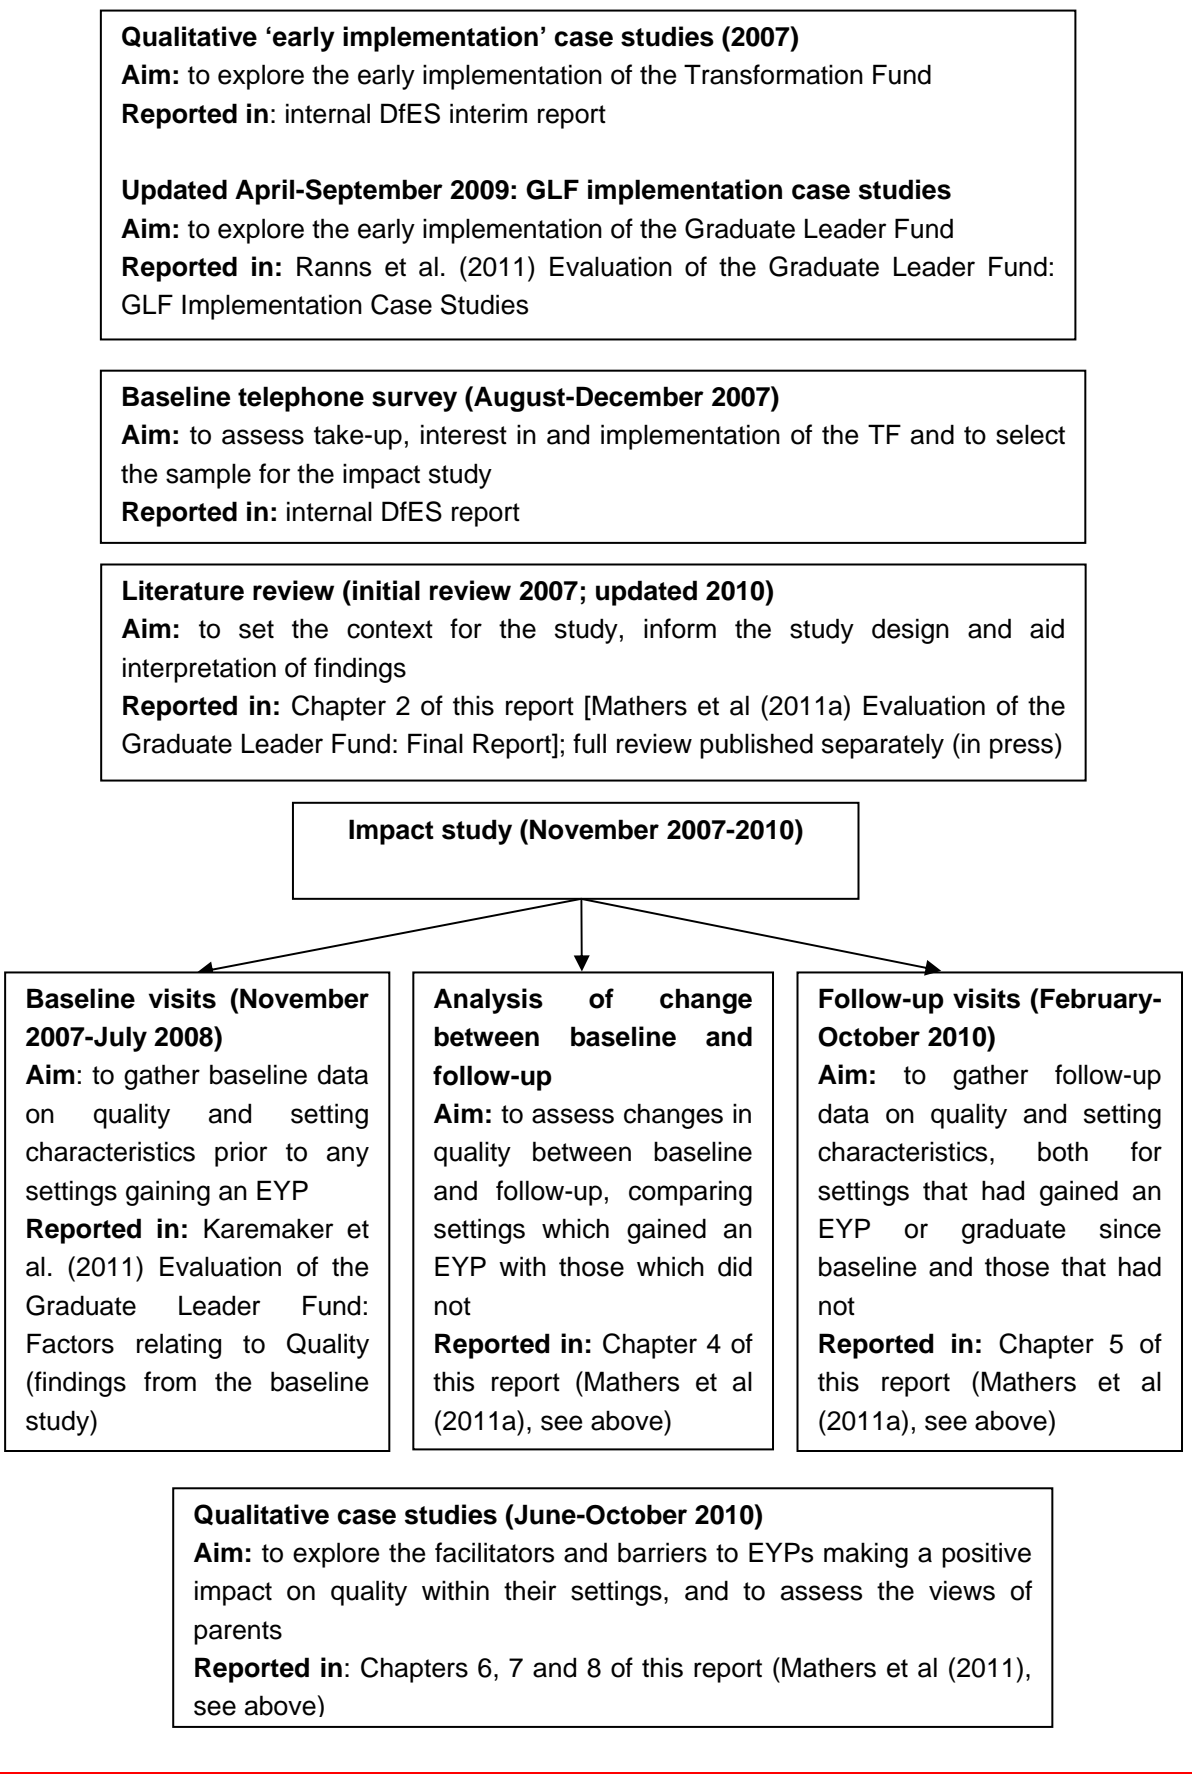 Qualitative ‘early implementation’ case studies (2007)
Aim: to explore the early implementation of the Transformation Fund
Reported in: internal DfES interim report
Updated April-September 2009: GLF implementation case studies
Aim: to explore the early implementation of the Graduate Leader Fund
Reported in: Ranns et al. (2011) Evaluation of the Graduate Leader Fund:
GLF Implementation Case Studies
Baseline telephone survey (August-December 2007)
Aim: to assess take-up, interest in and implementation of the TF and to select
the sample for the impact study
Reported in: internal DfES report
Literature review (initial review 2007; updated 2010)
Aim: to set the context for the study, inform the study design and aid
interpretation of findings
Reported in: Chapter 2 of this report [Mathers et al (2011a) Evaluation of the
Graduate Leader Fund: Final Report]; full review published separately (in press)
Impact study (November 2007-2010)
Baseline visits (November
2007-July 2008)
Aim: to gather baseline data
on quality and setting
characteristics prior to any
settings gaining an EYP
Reported in: Karemaker et
al. (2011) Evaluation of the
Graduate Leader Fund:
Factors relating to Quality
(findings from the baseline
study)
Analysis of change
between baseline and
follow-up
Aim: to assess changes in
quality between baseline
and follow-up, comparing
settings which gained an
EYP with those which did
not
Reported in: Chapter 4 of
this report (Mathers et al
(2011a), see above)
Follow-up visits (February-
October 2010)
Aim: to gather follow-up
data on quality and setting
characteristics, both for
settings that had gained an
EYP or graduate since
baseline and those that had
not
Reported in: Chapter 5 of
this report (Mathers et al
(2011a), see above)
Qualitative case studies (June-October 2010)
Aim: to explore the facilitators and barriers to EYPs making a positive
impact on quality within their settings, and to assess the views of
parents
Reported in: Chapters 6, 7 and 8 of this report (Mathers et al (2011),
see above)